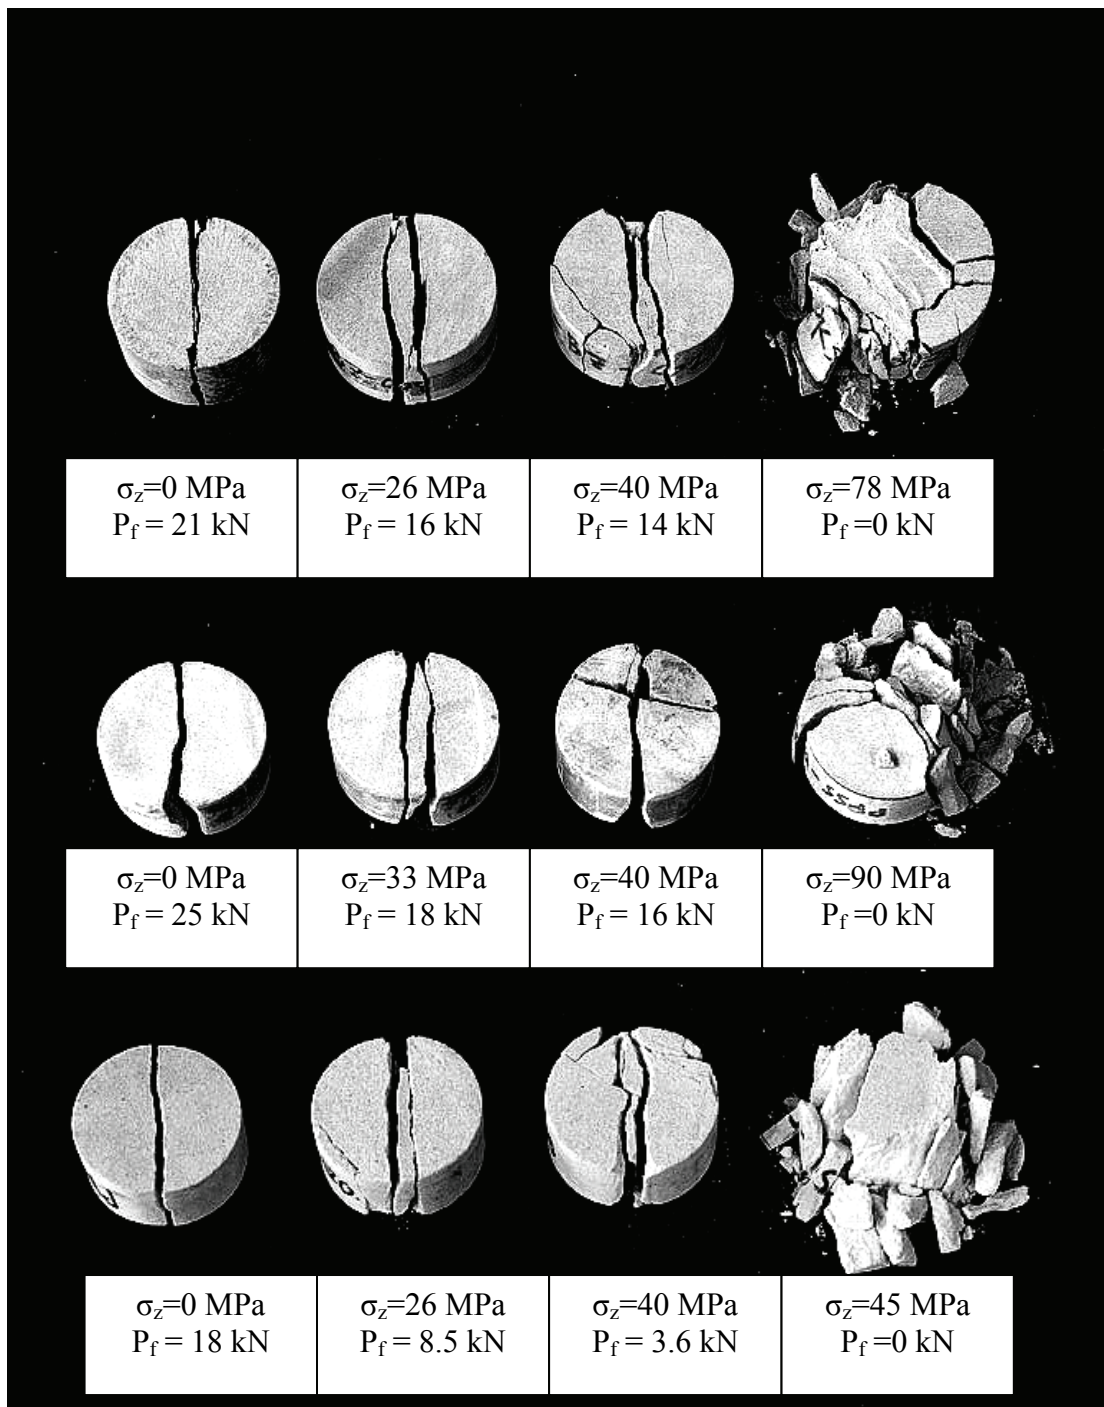 σz=0 MPa
Pf = 21 kN
σz=26 MPa
Pf = 16 kN
σz=40 MPa
Pf = 14 kN
σz=78 MPa
Pf =0 kN
PP55
σz=0 MPa
Pf = 25 kN
σz=33 MPa
Pf = 18 kN
σz=40 MPa
Pf = 16 kN
σz=90 MPa
Pf =0 kN
σz=0 MPa
Pf = 18 kN
σz=26 MPa
Pf = 8.5 kN
σz=40 MPa
Pf = 3.6 kN
σz=45 MPa
Pf =0 kN